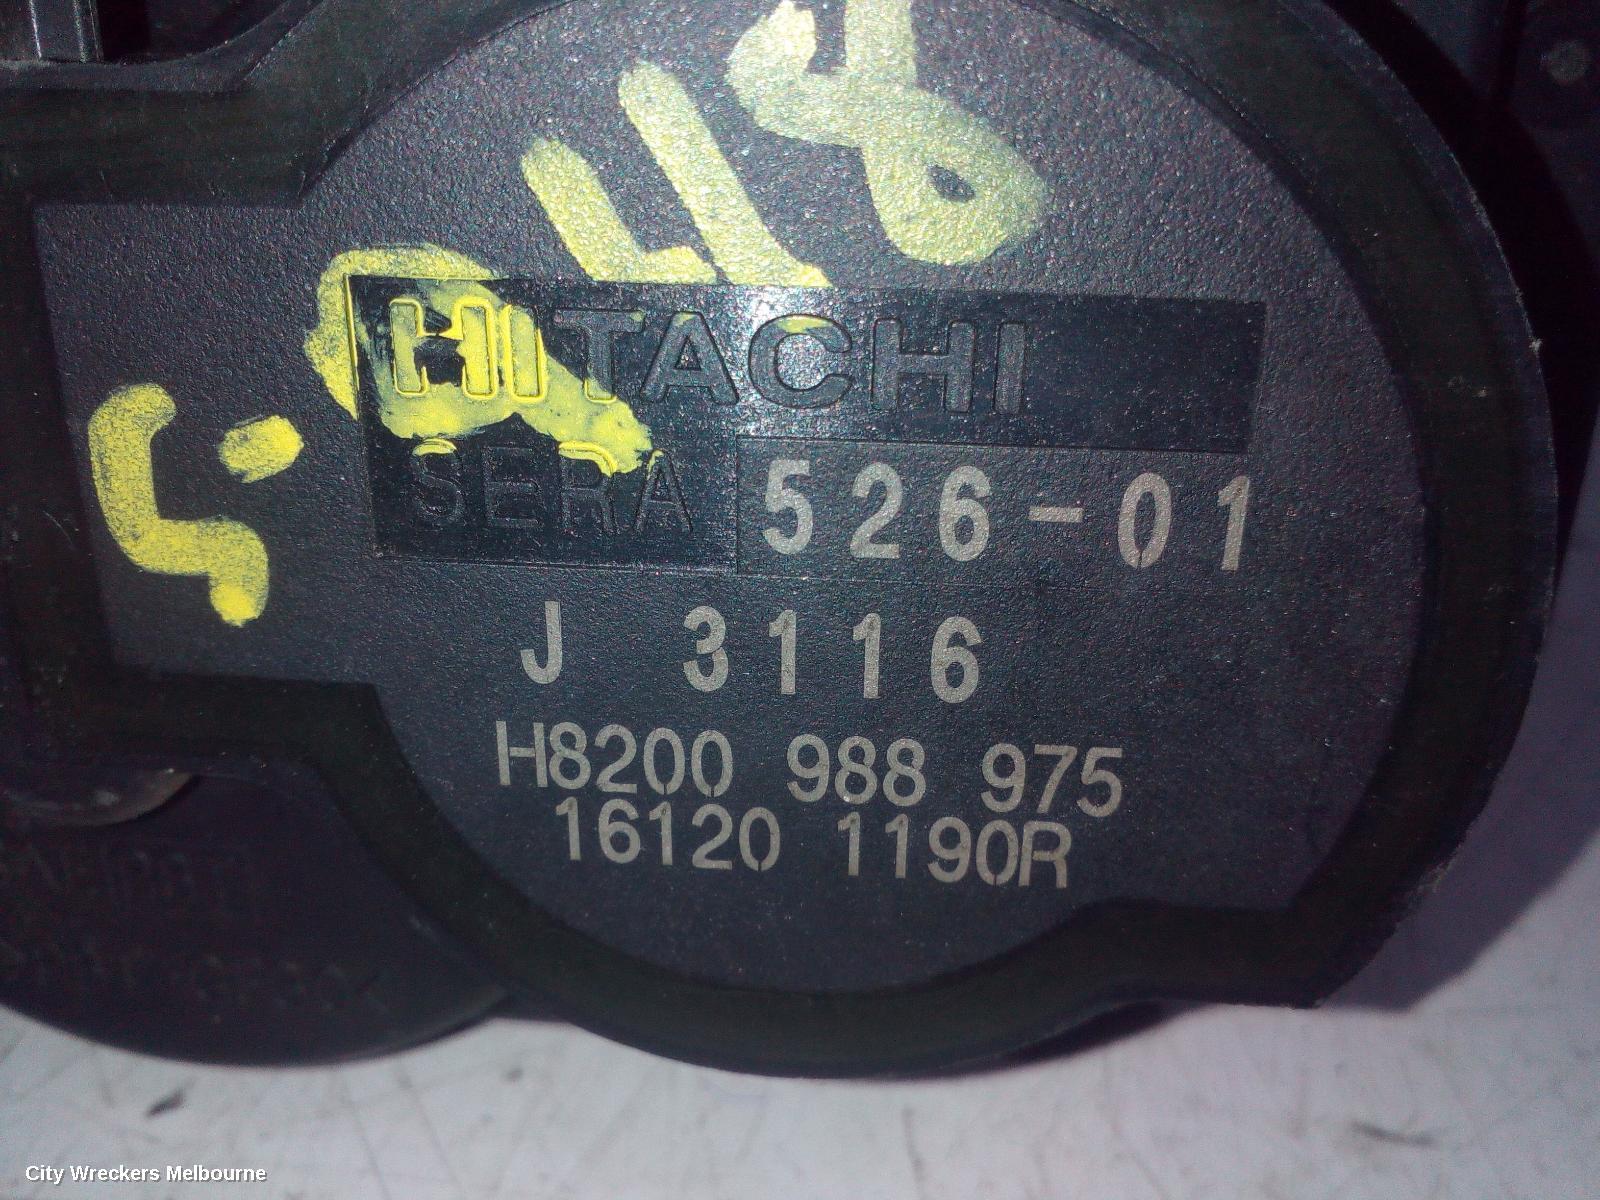 HITACHI
SERA 526-01
J 3116
H8200 988 975
16120 1190R
City Wreckers Melbourne